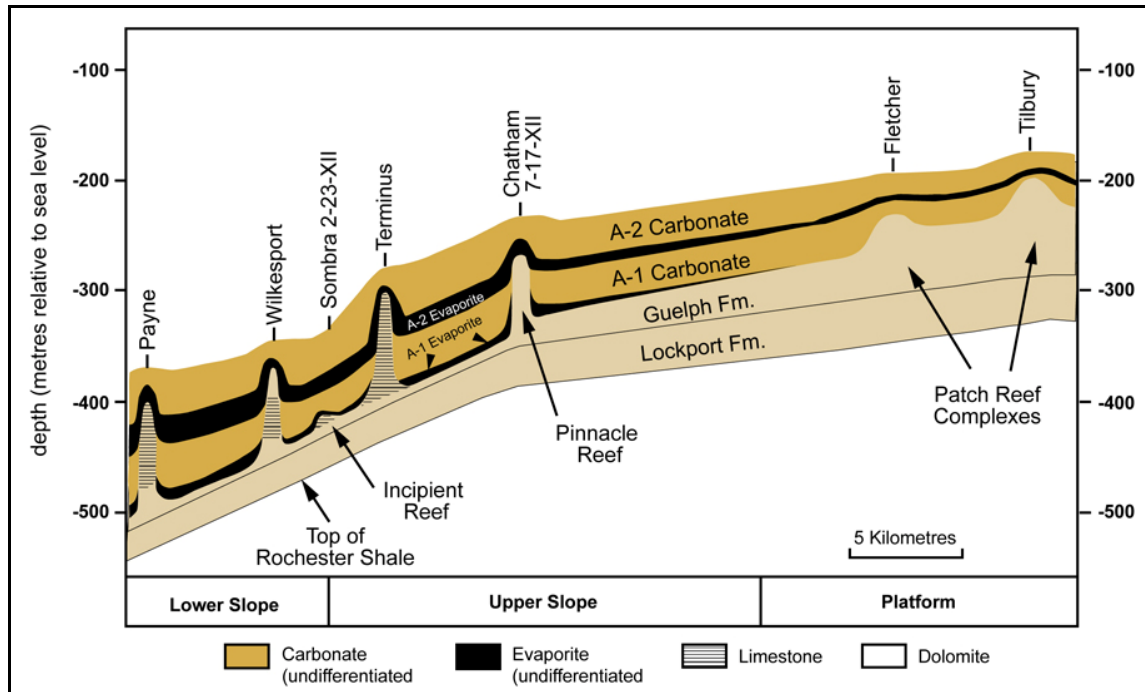 -100
-200
-300
-400
-500
depth (metres relative to sea level)
Payne
Wilkesport
Sombra 2-23-XII
Terminus
Chatham
7-17-XII
Fletcher
Tilbury
-100
-200
-300
-400
-500
A-2 Carbonate
A-2 Evaporite
A-1 Carbonate
A-1 Evaporite
Guelph Fm.
Lockport Fm.
Patch Reef
Complexes
Pinnacle
Reef
Incipient
Reef
Top of
Rochester Shale
5 Kilometres
Lower Slope
Upper Slope
Platform
Carbonate
(undifferentiated
Evaporite
(undifferentiated
Limestone
Dolomite